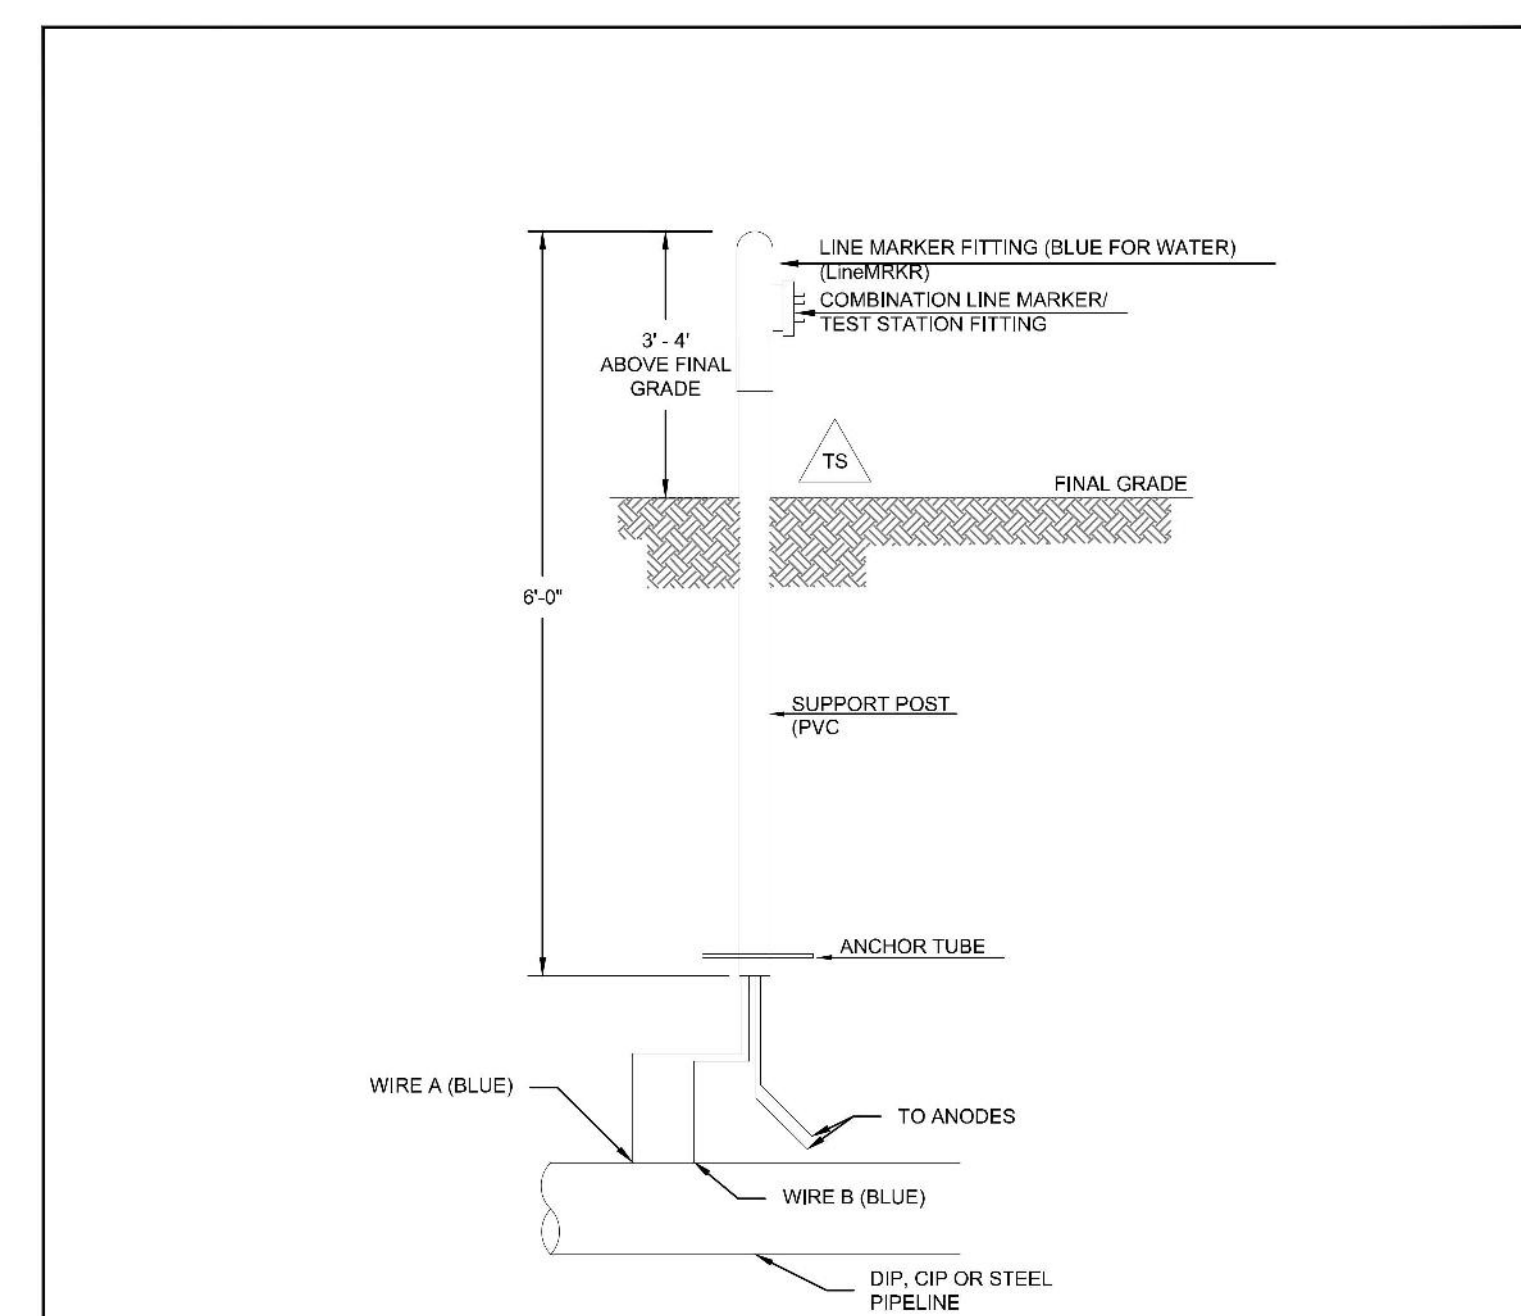 LINE MARKER FITTING (BLUE FOR WATER)
(LineMRKR)
COMBINATION LINE MARKER/
TEST STATION FITTING
3' - 4'
ABOVE FINAL
GRADE
TS
FINAL GRADE
6'-0"
SUPPORT POST
(PVC
ANCHOR TUBE
WIRE A (BLUE)
TO ANODES
WIRE B (BLUE)
DIP, CIP OR STEEL
PIPELINE